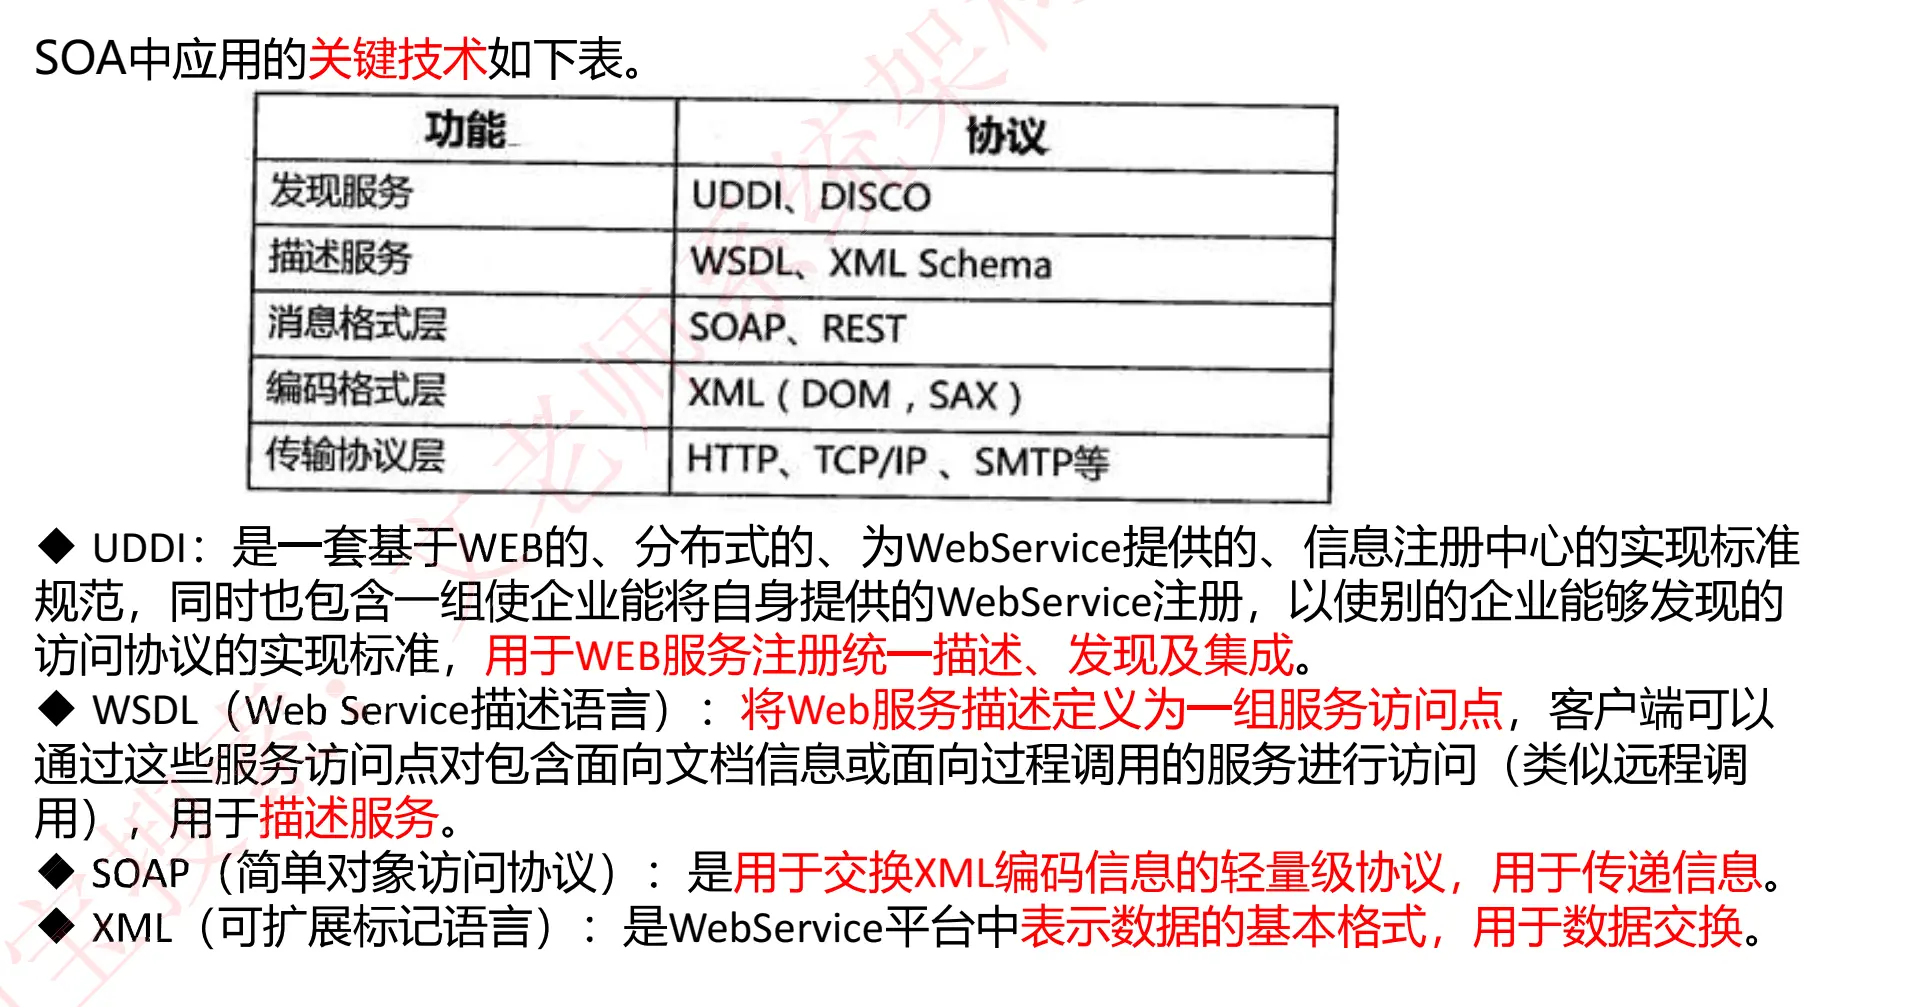 SOA中应用的关键技术如下表。
功能 协议
发现服务 UDDI、DISCO
描述服务 WSDL、XML Schema
消息格式层 SOAP、REST
编码格式层 XML（DOM，SAX）
传输协议层 HTTP、TCP/IP 、SMTP等
◆ UDDI：是一套基于WEB的、分布式的、为WebService提供的、信息注册中心的实现标准
规范，同时也包含一组使企业能将自身提供的WebService注册，以使别的企业能够发现的
访问协议的实现标准，用于WEB服务注册统一描述、发现及集成。
◆ WSDL（Web Service描述语言）：将Web服务描述定义为一组服务访问点，客户端可以
通过这些服务访问点对包含面向文档信息或面向过程调用的服务进行访问（类似远程调
用），用于描述服务。
◆ SOAP（简单对象访问协议）：是用于交换XML编码信息的轻量级协议，用于传递信息。
◆ XML（可扩展标记语言）：是WebService平台中表示数据的基本格式，用于数据交换。
宝搜索：文老师系统架